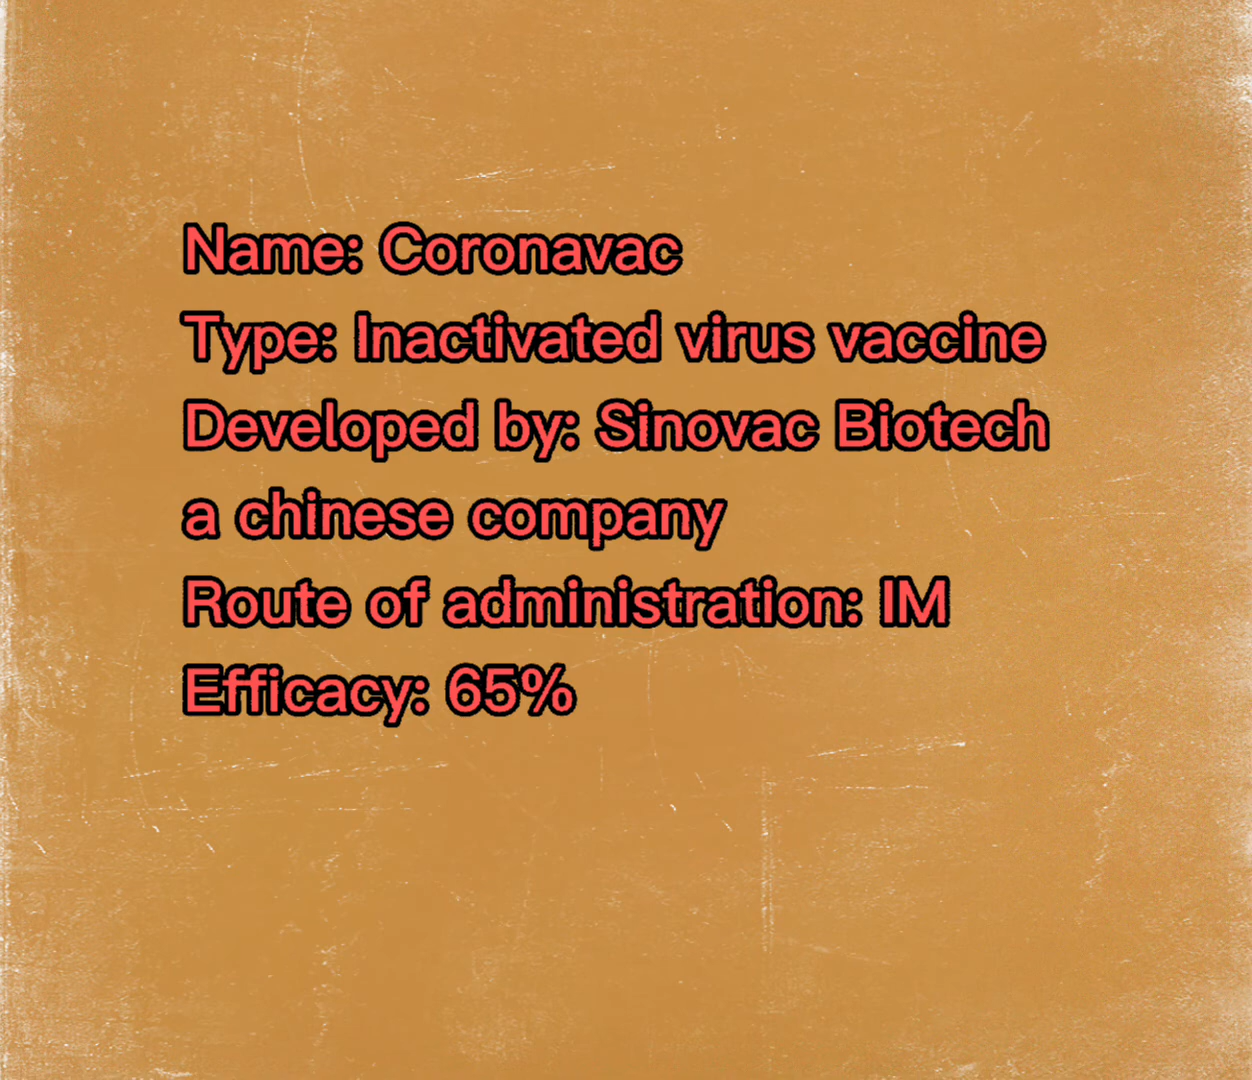 Name: Coronavac
Type: Inactivated virus vaccine
Developed by: Sinovac Biotech
a chinese company
Route of administration: IM
Efficacy: 65%